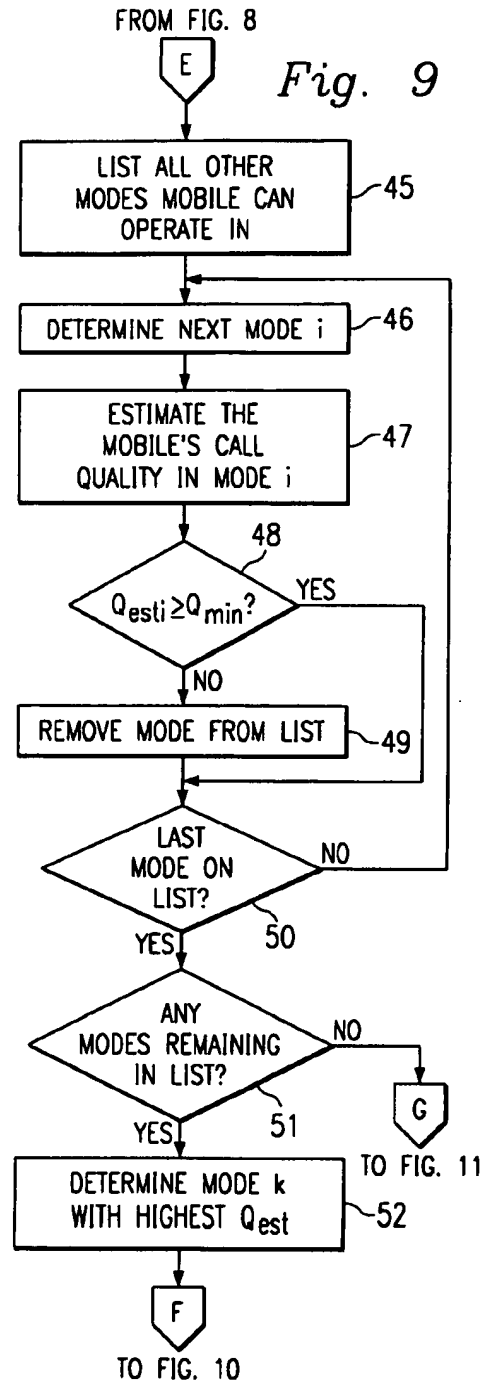 FROM FIG. 8
E
Fig. 9
LIST ALL OTHER
MODES MOBILE CAN
OPERATE IN
45
DETERMINE NEXT MODE i
46
ESTIMATE THE
MOBILE'S CALL
QUALITY IN MODE i
47
48
Qesti≥Qmin?
YES
NO
REMOVE MODE FROM LIST
49
LAST
MODE ON
LIST?
NO
50
YES
ANY
MODES REMAINING
IN LIST?
NO
51
G
TO FIG. 11
YES
DETERMINE MODE k
WITH HIGHEST Qest
52
F
TO FIG. 10